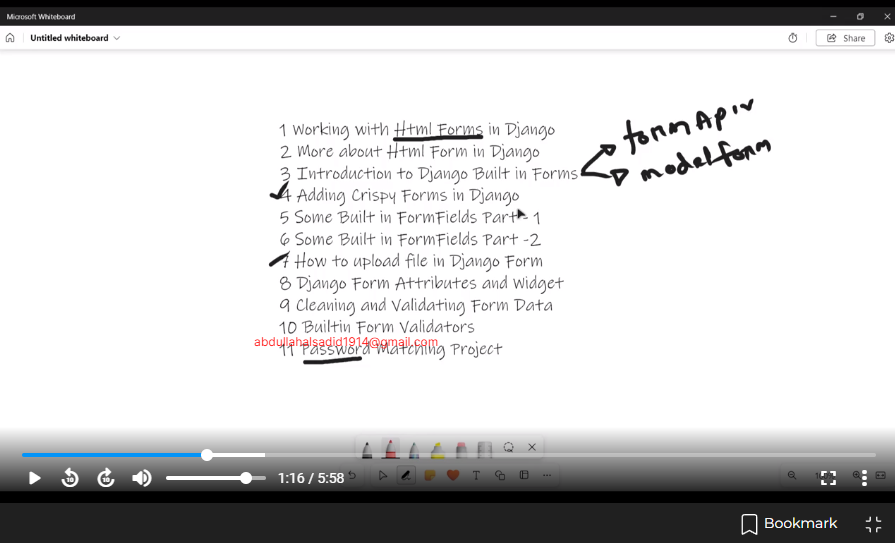 Microsoft Whiteboard
Untitled whiteboard
Share
1 Working with Html Forms in Django
2 More about Html Form in Django
3 Introduction to Django Built in Forms
formApi
modelform
4 Adding Crispy Forms in Django
5 Some Built in FormFields Part - 1
6 Some Built in FormFields Part -2
7 How to upload file in Django Form
8 Django Form Attributes and Widget
9 Cleaning and Validating Form Data
10 Builtin Form Validators
abdullahalsadid1914@gmail.com
11 Password Matching Project
10
10
1:16 / 5:58
T
Bookmark